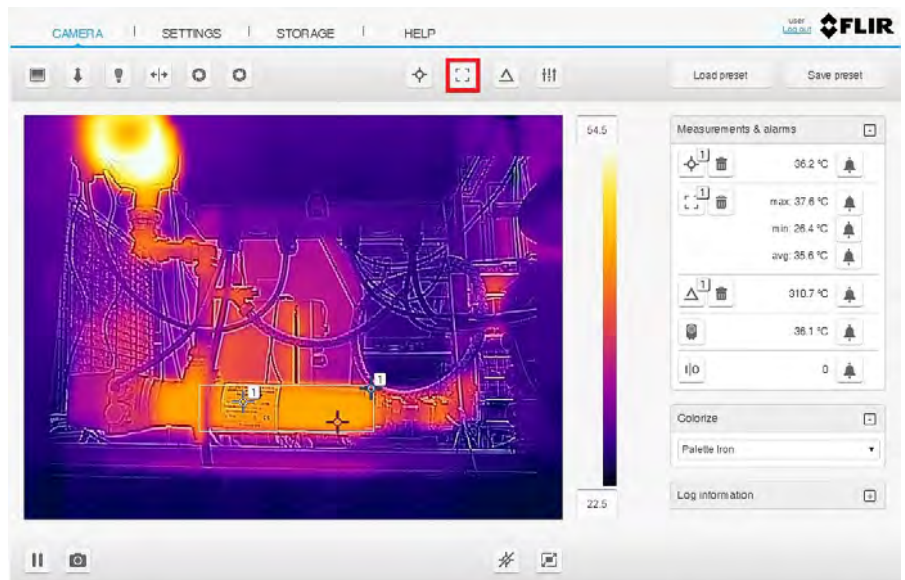 CAMERA SETTINGS STORAGE HELP
user
Log out
FLIR
Load preset Save preset
54.5
Measurements & alarms
1 36.2 °C
1 max: 37.6 °C
min: 26.4 °C
avg: 35.6 °C
1 310.7 °C
36.1 °C
I|O 0
1
1
Colorize
Palette Iron
Log information
22.5